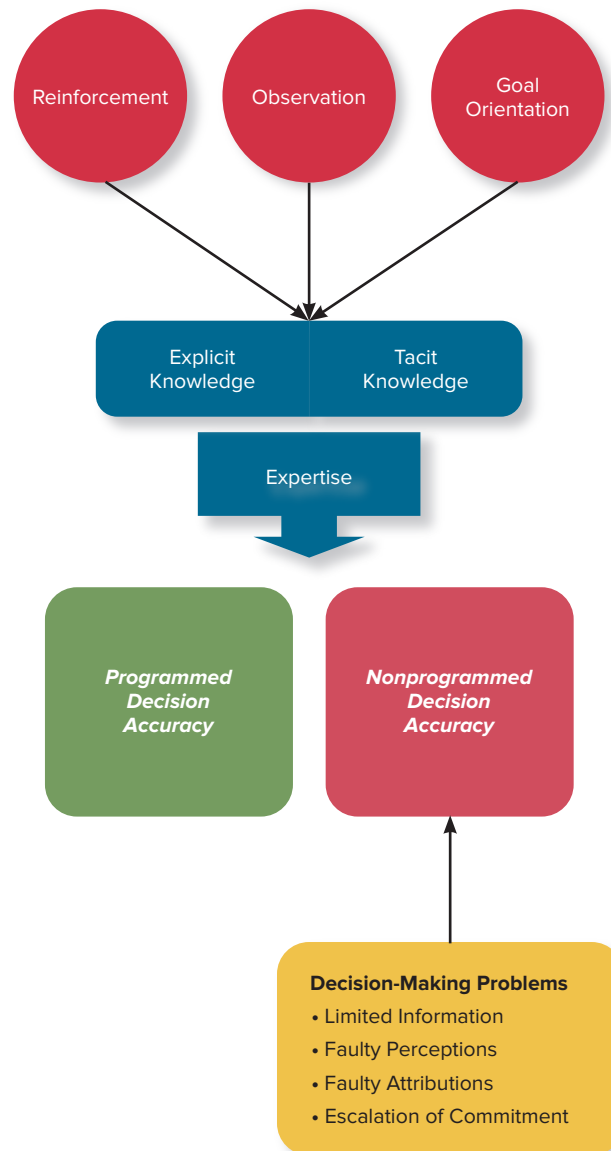 Reinforcement
Observation
Goal
Orientation
Explicit
Knowledge
Tacit
Knowledge
Expertise
Programmed
Decision
Accuracy
Nonprogrammed
Decision
Accuracy
Decision-Making Problems
• Limited Information
• Faulty Perceptions
• Faulty Attributions
• Escalation of Commitment